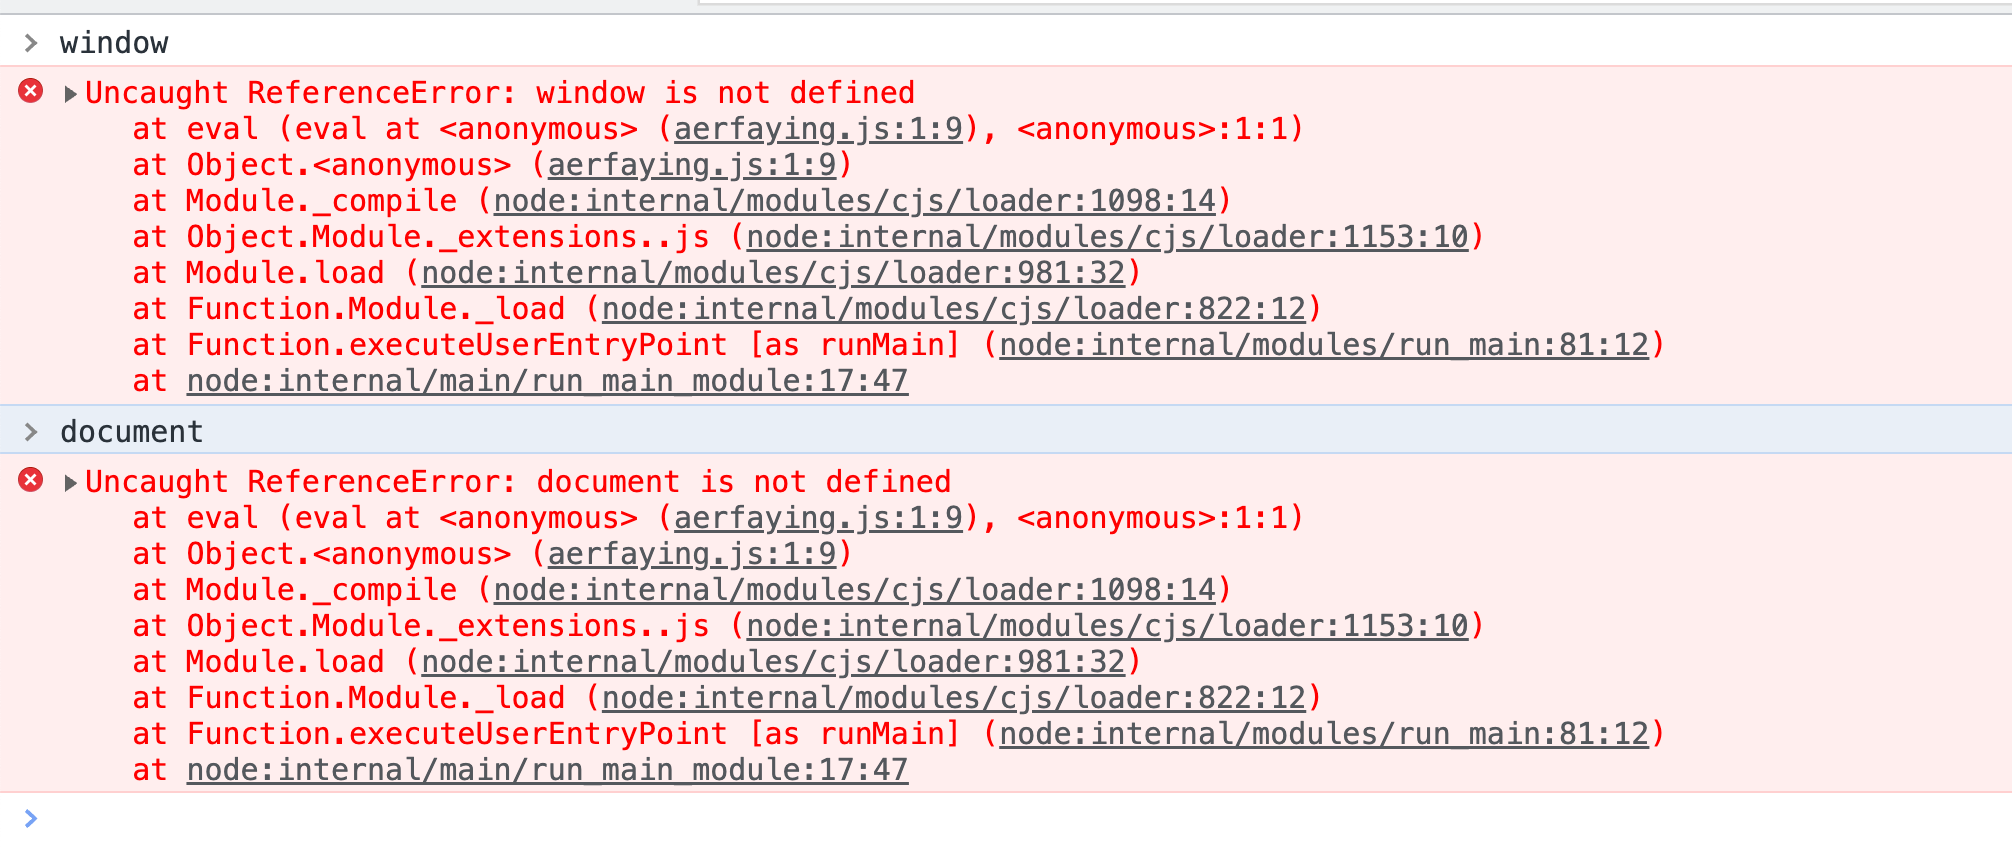 window
Uncaught ReferenceError: window is not defined
at eval (eval at <anonymous> (aerfaying.js:1:9), <anonymous>:1:1)
at Object.<anonymous> (aerfaying.js:1:9)
at Module._compile (node:internal/modules/cjs/loader:1098:14)
at Object.Module._extensions..js (node:internal/modules/cjs/loader:1153:10)
at Module.load (node:internal/modules/cjs/loader:981:32)
at Function.Module._load (node:internal/modules/cjs/loader:822:12)
at Function.executeUserEntryPoint [as runMain] (node:internal/modules/run_main:81:12)
at node:internal/main/run_main_module:17:47
document
Uncaught ReferenceError: document is not defined
at eval (eval at <anonymous> (aerfaying.js:1:9), <anonymous>:1:1)
at Object.<anonymous> (aerfaying.js:1:9)
at Module._compile (node:internal/modules/cjs/loader:1098:14)
at Object.Module._extensions..js (node:internal/modules/cjs/loader:1153:10)
at Module.load (node:internal/modules/cjs/loader:981:32)
at Function.Module._load (node:internal/modules/cjs/loader:822:12)
at Function.executeUserEntryPoint [as runMain] (node:internal/modules/run_main:81:12)
at node:internal/main/run_main_module:17:47